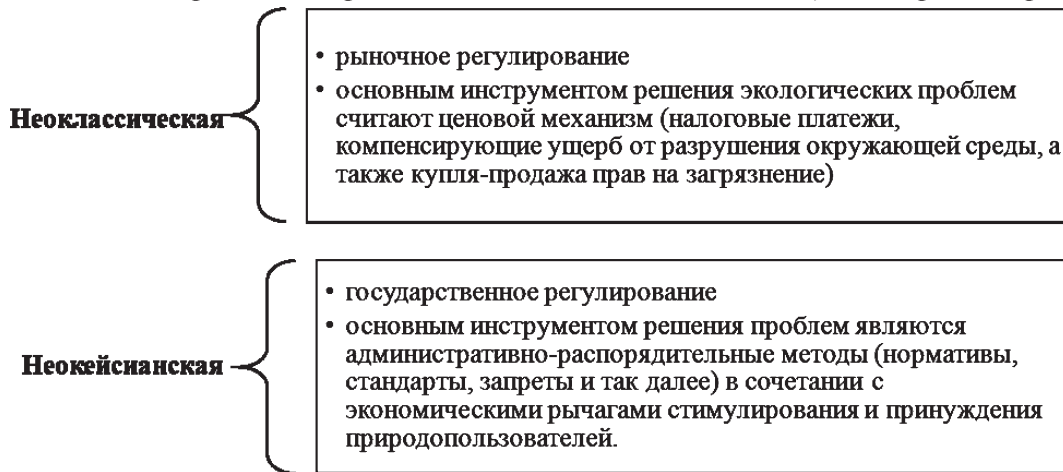 Неоклассическая
• рыночное регулирование
• основным инструментом решения экологических проблем
считают ценовой механизм (налоговые платежи,
компенсирующие ущерб от разрушения окружающей среды, а
также купля-продажа прав на загрязнение)
Неокейсианская
• государственное регулирование
• основным инструментом решения проблем являются
административно-распорядительные методы (нормативы,
стандарты, запреты и так далее) в сочетании с
экономическими рычагами стимулирования и принуждения
природопользователей.